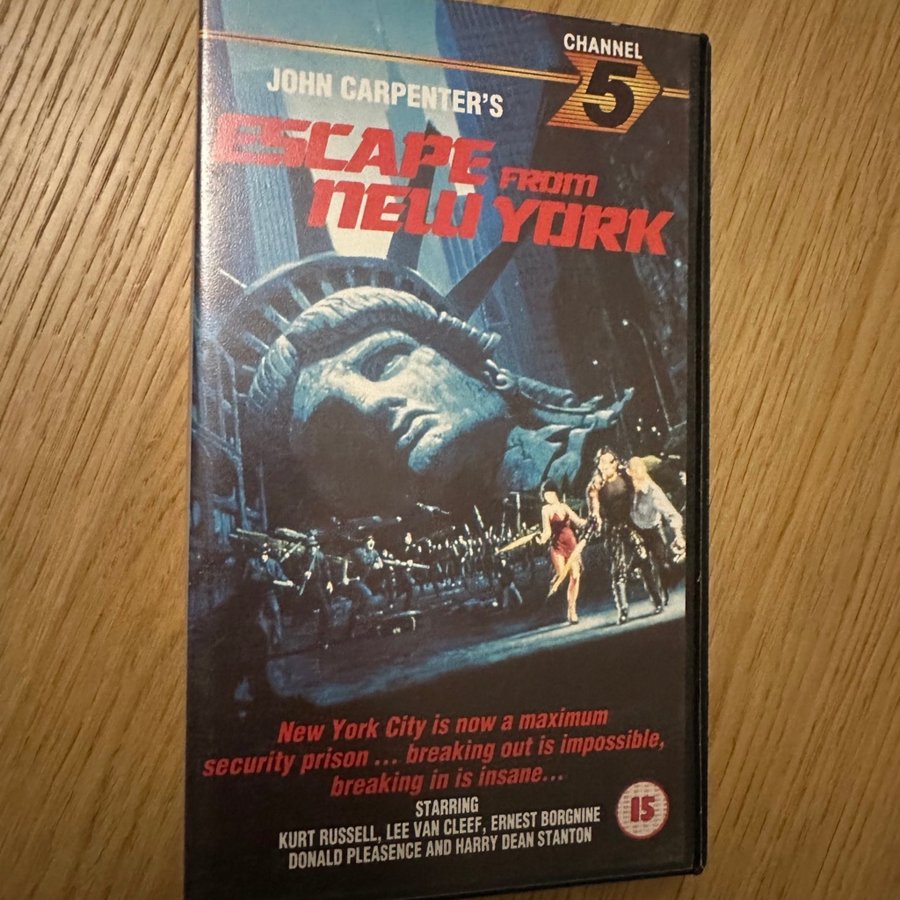 CHANNEL
5
JOHN CARPENTER'S
ESCAPE FROM
NEW YORK
New York City is now a maximum
security prison ... breaking out is impossible,
breaking in is insane...
STARRING
KURT RUSSELL, LEE VAN CLEEF, ERNEST BORGNINE
DONALD PLEASENCE AND HARRY DEAN STANTON
15